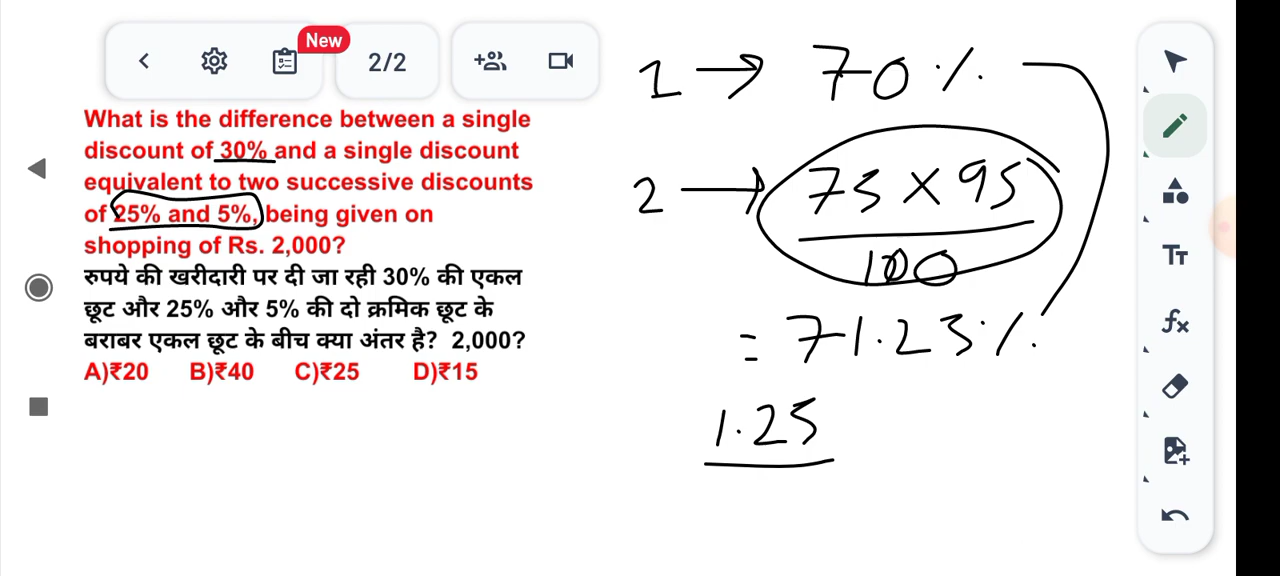 New
2/2
What is the difference between a single
discount of 30% and a single discount
equivalent to two successive discounts
of 25% and 5%, being given on
shopping of Rs. 2,000?
रुपये की खरीदारी पर दी जा रही 30% की एकल
छूट और 25% और 5% की दो क्रमिक छूट के
बराबर एकल छूट के बीच क्या अंतर है? 2,000?
A)₹20 B)₹40 C)₹25 D)₹15
1 → 70%
2 → 75 × 95
100
= 71.25%
1.25
Tт
fx